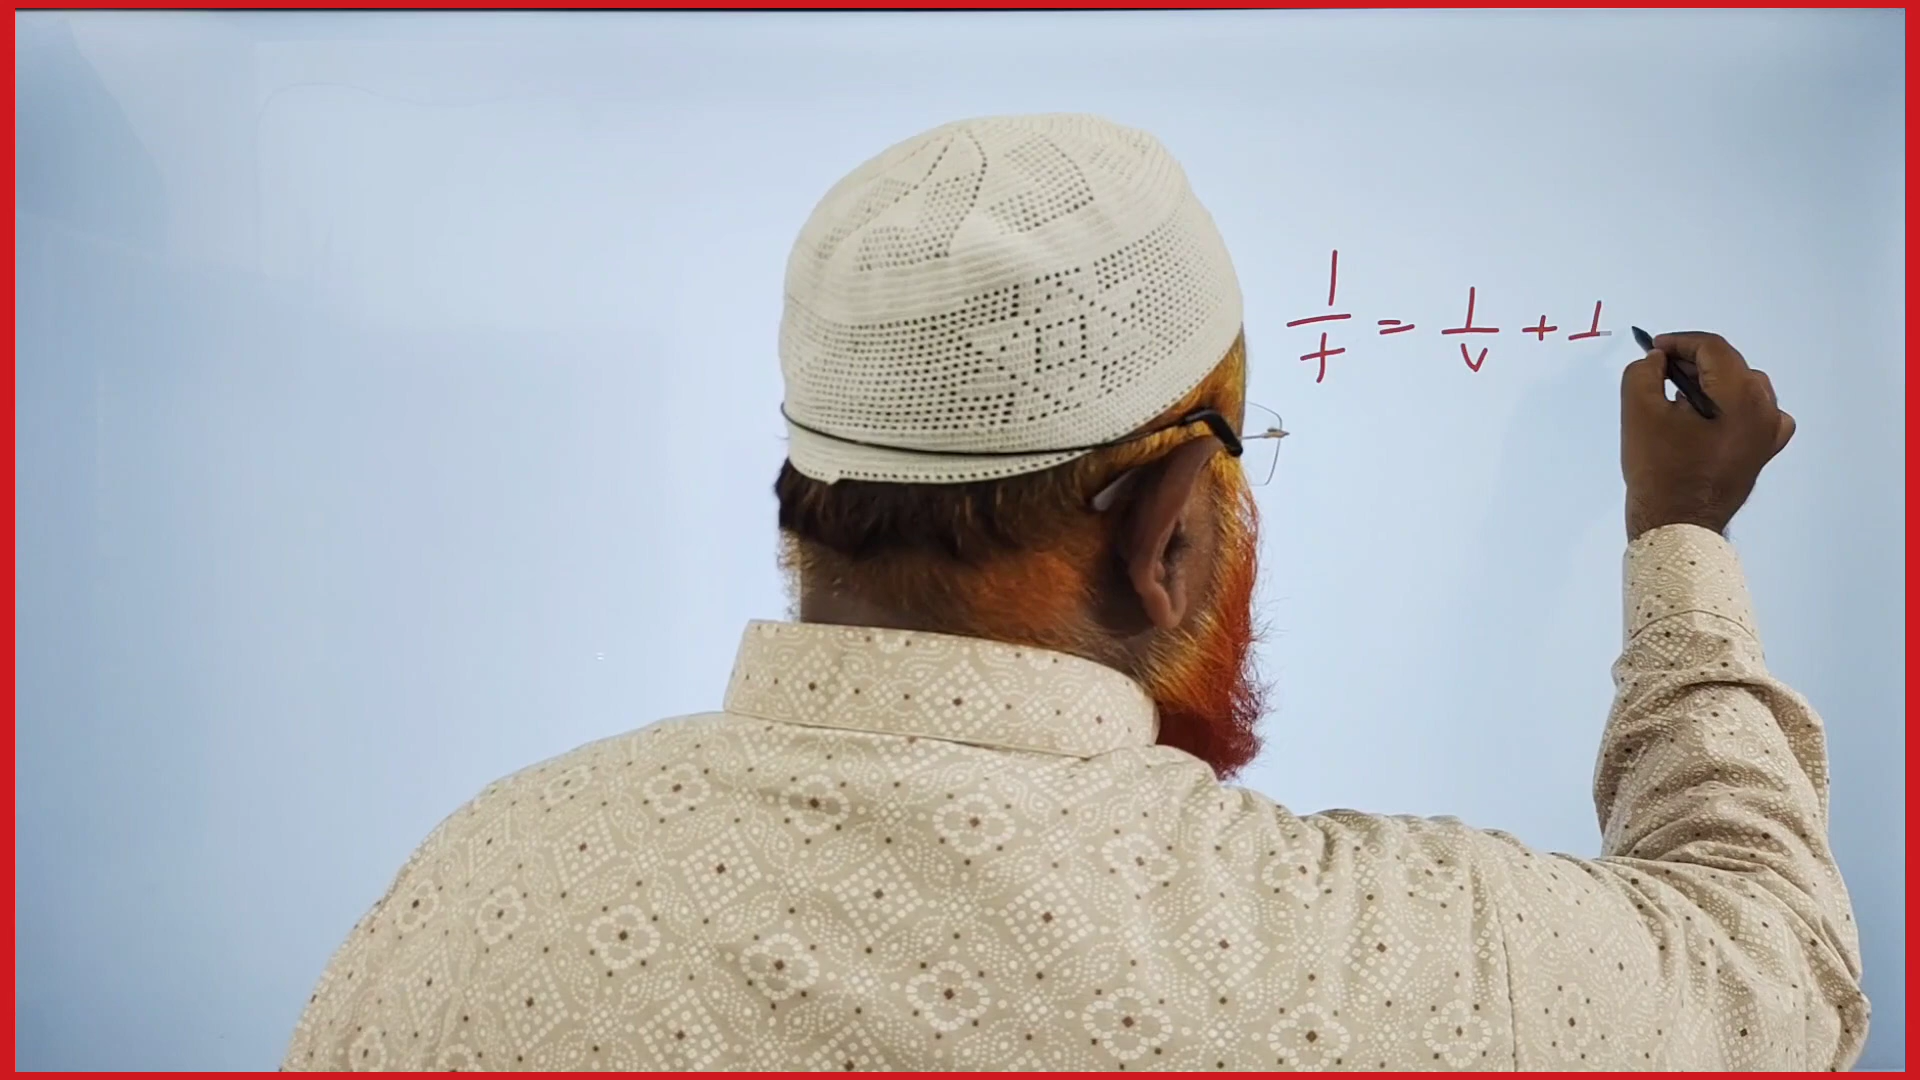 1/f = 1/v + 1